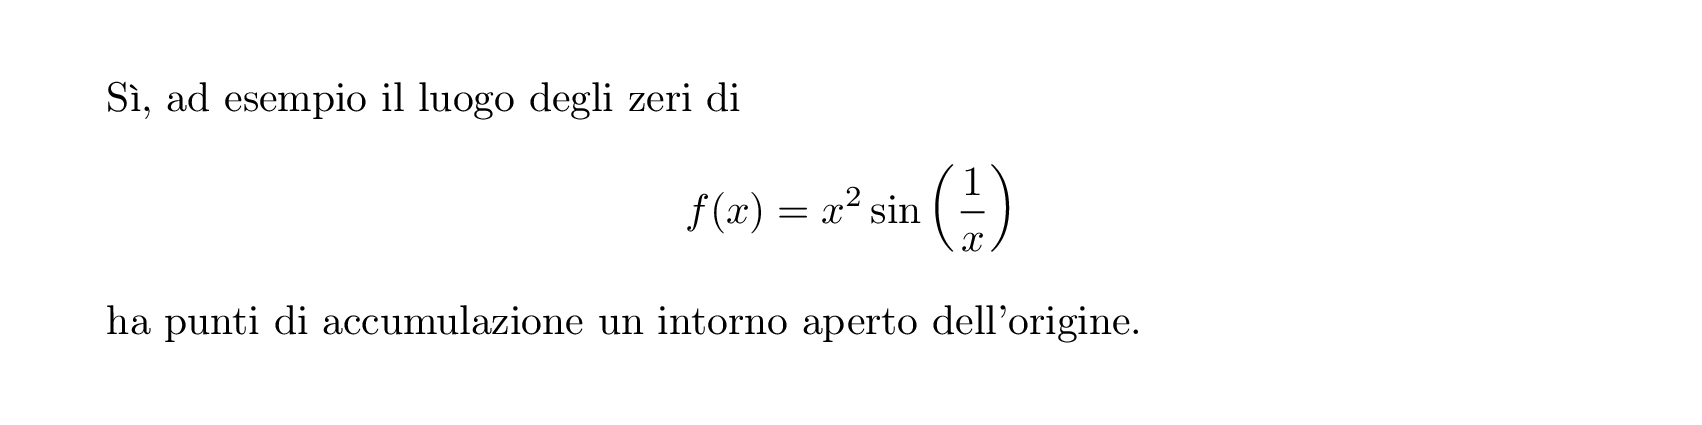 Sì, ad esempio il luogo degli zeri di
f(x) = x² sin(1/x)
ha punti di accumulazione un intorno aperto dell'origine.